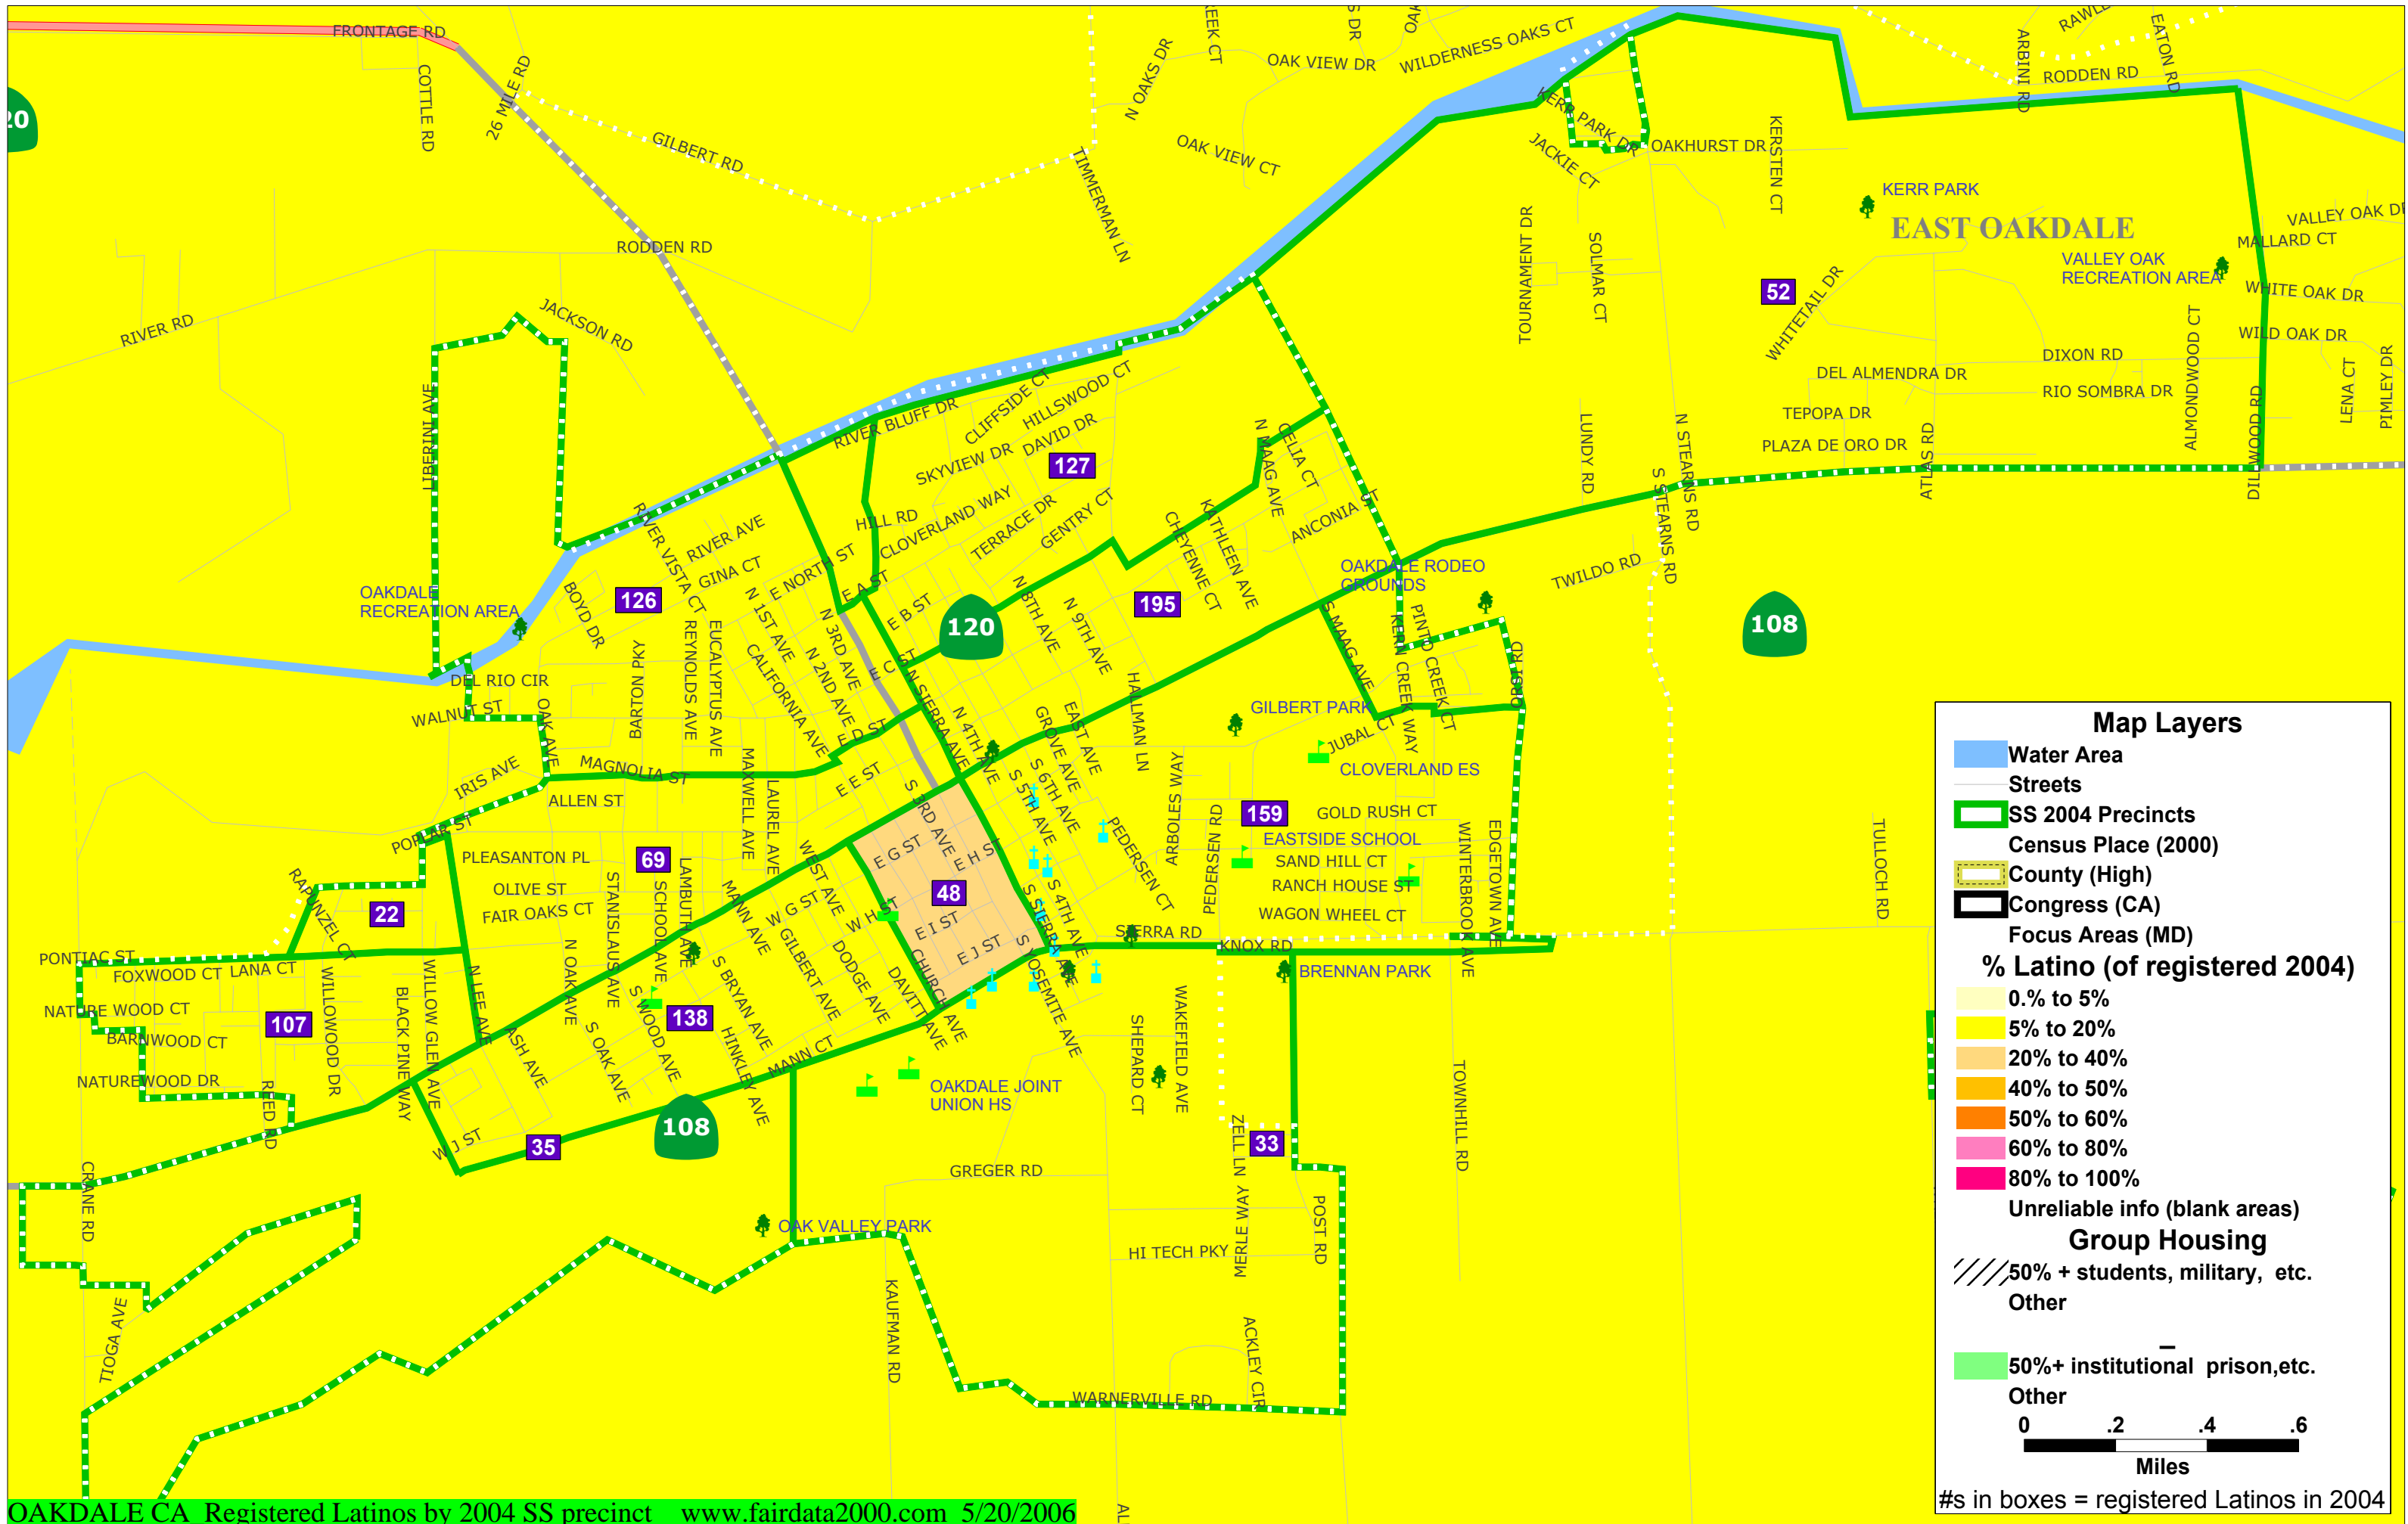 FRONTAGE RD
COTTLE RD
26 MILE RD
20
GILBERT RD
TIMMERMAN LN
N OAKS DR
REEK CT
OAK VIEW DR
S DR
OAK
WILDERNESS OAKS CT
OAK VIEW CT
KERR PARK DR
JACKIE CT
OAKHURST DR
KERSTEN CT
ARBINI RD
RAWLE
EATON RD
RODDEN RD
KERR PARK
EAST OAKDALE
VALLEY OAK DR
MALLARD CT
VALLEY OAK
RECREATION AREA
WHITE OAK DR
WILD OAK DR
RODDEN RD
RIVER RD
JACKSON RD
LIBERINI AVE
TOURNAMENT DR
SOLMAR CT
52
WHITETAIL DR
DIXON RD
DEL ALMENDRA DR
RIO SOMBRA DR
TEPOPA DR
PLAZA DE ORO DR
ALMONDWOOD CT
LENA CT
PIMLEY DR
DILLWOOD RD
ATLAS RD
LUNDY RD
N STEARNS RD
S STEARNS RD
RIVER BLUFF DR
CLIFFSIDE CT
HILLSWOOD CT
SKYVIEW DR
DAVID DR
127
N MAAG AVE
CELIA CT
HILL RD
CLOVERLAND WAY
TERRACE DR
GENTRY CT
CHEYENNE CT
KATHLEEN AVE
ANCONIA CT
OAKDALE RODEO
GROUNDS
TWILDO RD
108
OAKDALE
RECREATION AREA
BOYD DR
126
RIVER VISTA CT
RIVER AVE
GINA CT
E NORTH ST
E A ST
E B ST
120
N 8TH AVE
N 9TH AVE
195
S MAAG AVE
KERN CREEK WAY
PINTO CREEK CT
ORSI RD
DEL RIO CIR
WALNUT ST
OAK AVE
BARTON PKY
REYNOLDS AVE
EUCALYPTUS AVE
N 1ST AVE
CALIFORNIA AVE
N 2ND AVE
N 3RD AVE
E C ST
N SIERRA AVE
E D ST
N 4TH AVE
GROVE AVE
EAST AVE
HALLMAN LN
GILBERT PARK
JUBAL CT
CLOVERLAND ES
IRIS AVE
MAGNOLIA ST
ALLEN ST
MAXWELL AVE
LAUREL AVE
E E ST
S 3RD AVE
S 5TH AVE
S 6TH AVE
PEDERSEN CT
ARBOLES WAY
PEDERSEN RD
159
GOLD RUSH CT
EASTSIDE SCHOOL
SAND HILL CT
RANCH HOUSE ST
WAGON WHEEL CT
WINTERBROOK AVE
EDGETOWN AVE
TULLOCH RD
POPLAR ST
PLEASANTON PL
69
OLIVE ST
FAIR OAKS CT
STANISLAUS AVE
SCHOOL AVE
LAMBUTH AVE
MANN AVE
WEST AVE
W G ST
W H ST
E G ST
E H ST
48
E I ST
E J ST
S SIERRA AVE
S 4TH AVE
S YOSEMITE AVE
SIERRA RD
KNOX RD
BRENNAN PARK
RAPUNZEL CT
22
PONTIAC ST
FOXWOOD CT
LANA CT
NATURE WOOD CT
107
BARNWOOD CT
NATUREWOOD DR
REED RD
WILLOWOOD DR
BLACK PINE WAY
WILLOW GLEN AVE
N LEE AVE
ASH AVE
N OAK AVE
S OAK AVE
S WOOD AVE
138
S BRYAN AVE
HINKLEY AVE
W GILBERT AVE
DODGE AVE
DAVITT AVE
CHURCH AVE
MANN CT
W J ST
35
108
OAKDALE JOINT
UNION HS
SHEPARD CT
WAKEFIELD AVE
ZELL LN
33
TOWNHILL RD
GREGER RD
CRANE RD
TIOGA AVE
OAK VALLEY PARK
KAUFMAN RD
HI TECH PKY
MERLE WAY
POST RD
ACKLEY CIR
WARNERVILLE RD
AL
Map Layers
Water Area
Streets
SS 2004 Precincts
Census Place (2000)
County (High)
Congress (CA)
Focus Areas (MD)
% Latino (of registered 2004)
0.% to 5%
5% to 20%
20% to 40%
40% to 50%
50% to 60%
60% to 80%
80% to 100%
Unreliable info (blank areas)
Group Housing
50% + students, military, etc.
Other
50%+ institutional prison,etc.
Other
0 .2 .4 .6
Miles
#s in boxes = registered Latinos in 2004
OAKDALE CA Registered Latinos by 2004 SS precinct www.fairdata2000.com 5/20/2006